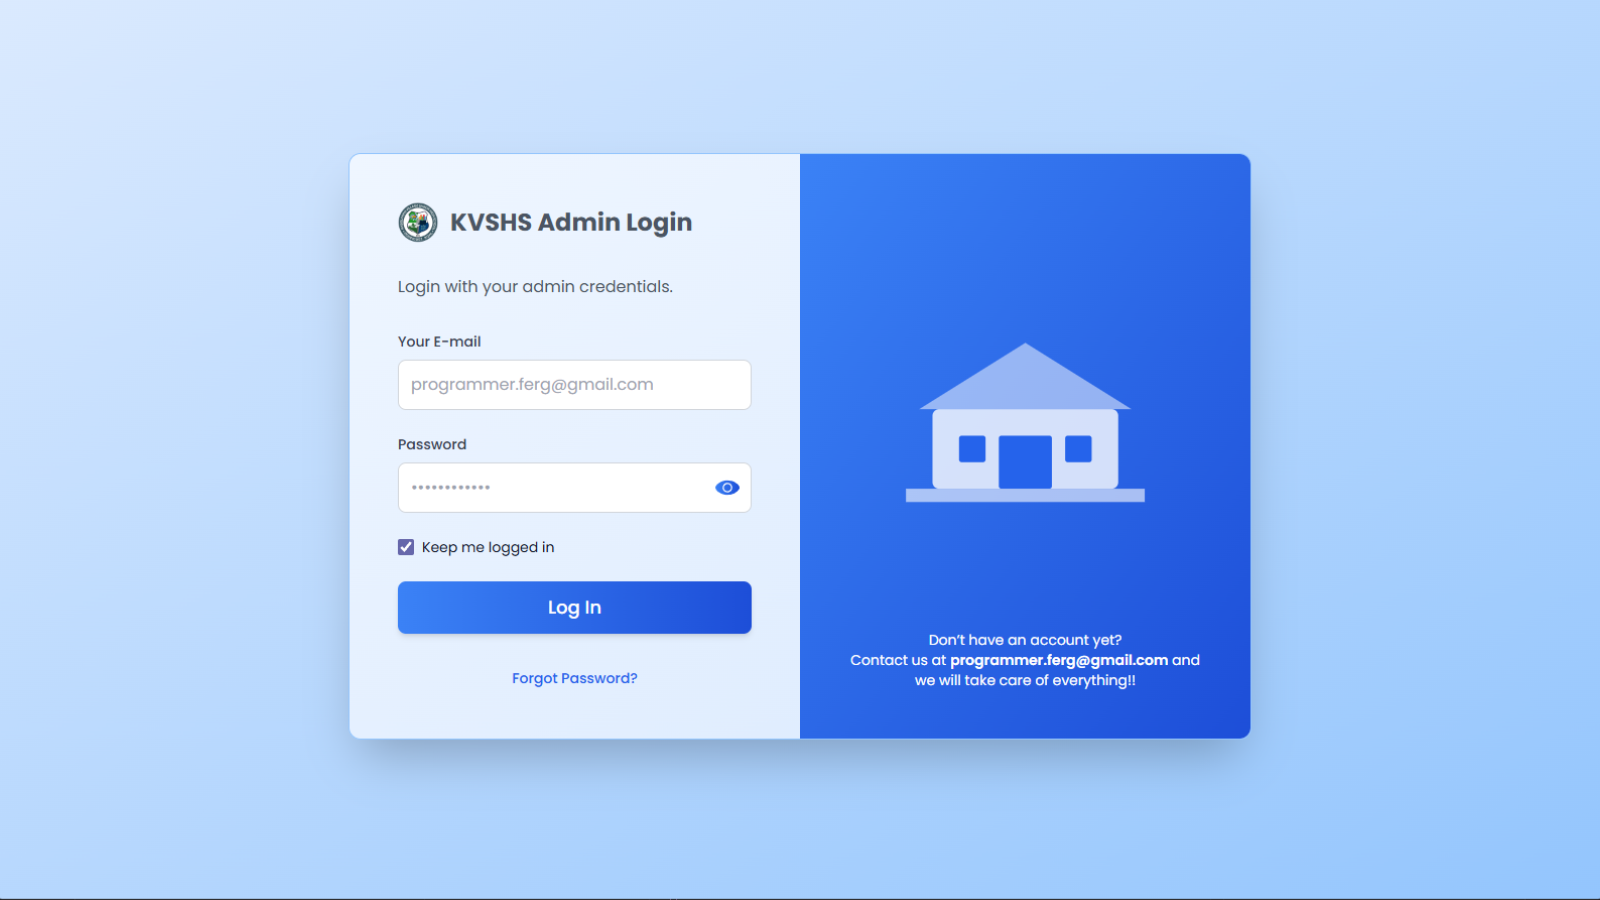 KVSHS Admin Login
Login with your admin credentials.
Your E-mail
programmer.ferg@gmail.com
Password
••••••••••••
Keep me logged in
Log In
Forgot Password?
Don’t have an account yet?
Contact us at programmer.ferg@gmail.com and
we will take care of everything!!